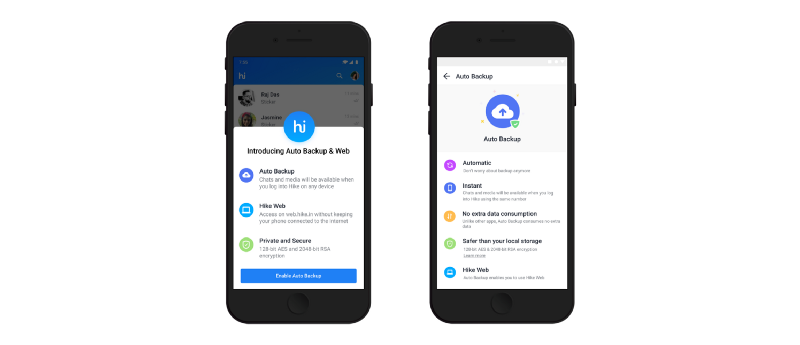 hi
Raj Das
Sticker
Jasmine
Sticker
hi
Introducing Auto Backup & Web
Auto Backup
Chats and media will be available when
you log into Hike on any device
Hike Web
Access on web.hike.in without keeping
your phone connected to the internet
Private and Secure
128-bit AES and 2048-bit RSA
encryption
Enable Auto Backup
Auto Backup
Auto Backup
Automatic
Don't worry about backup anymore
Instant
Chats and media will be available when you log
into Hike using the same number
No extra data consumption
Unlike other apps, Auto Backup consumes no extra
data
Safer than your local storage
128-bit AES & 2048-bit RSA encryption
Learn more
Hike Web
Auto Backup enables you to use Hike Web